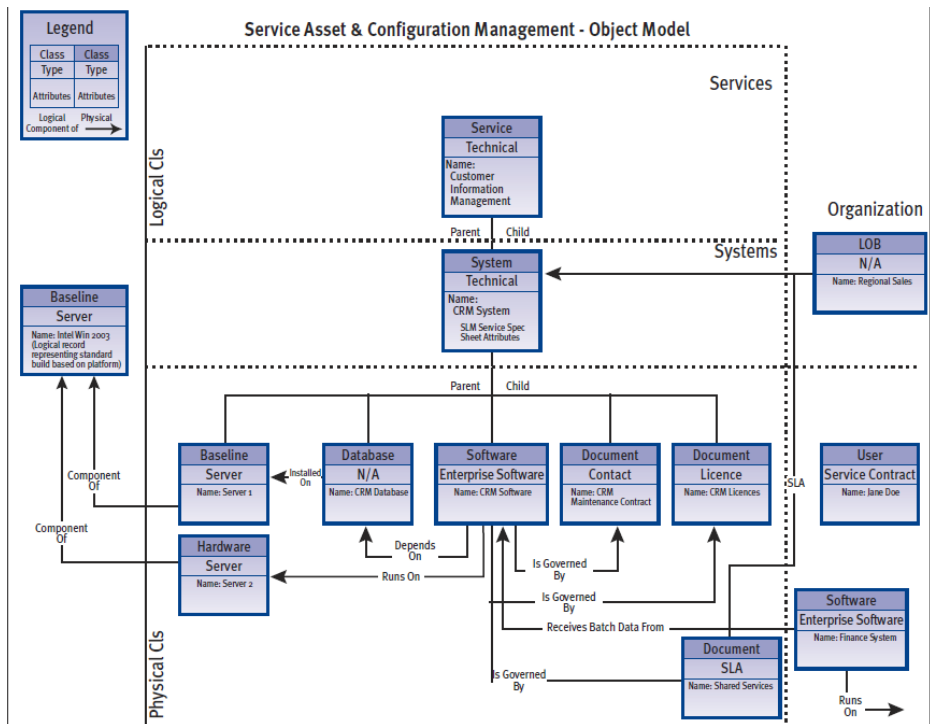 Service Asset & Configuration Management - Object Model
Legend
Class Class
Type Type
Attributes Attributes
Logical Physical
Component of
Logical CIs
Services
Service
Technical
Name:
Customer
Information
Management
Parent Child
Organization
Systems
System
Technical
Name:
CRM System
SLM Service Spec
Sheet Attributes
LOB
N/A
Name: Regional Sales
Baseline
Server
Name: Intel Win 2003
(Logical record
representing standard
build based on platform)
Parent Child
Component
Of
Component
Of
Baseline
Server
Name: Server 1
Installed
On
Database
N/A
Name: CRM Database
Software
Enterprise Software
Name: CRM Software
Document
Contact
Name: CRM
Maintenance Contract
Document
Licence
Name: CRM Licences
SLA
User
Service Contract
Name: Jane Doe
Hardware
Server
Name: Server 2
Depends
On
Runs On
Is Governed
By
Is Governed
By
Receives Batch Data From
Software
Enterprise Software
Name: Finance System
Is Governed
By
Document
SLA
Name: Shared Services
Runs
On
Physical CIs